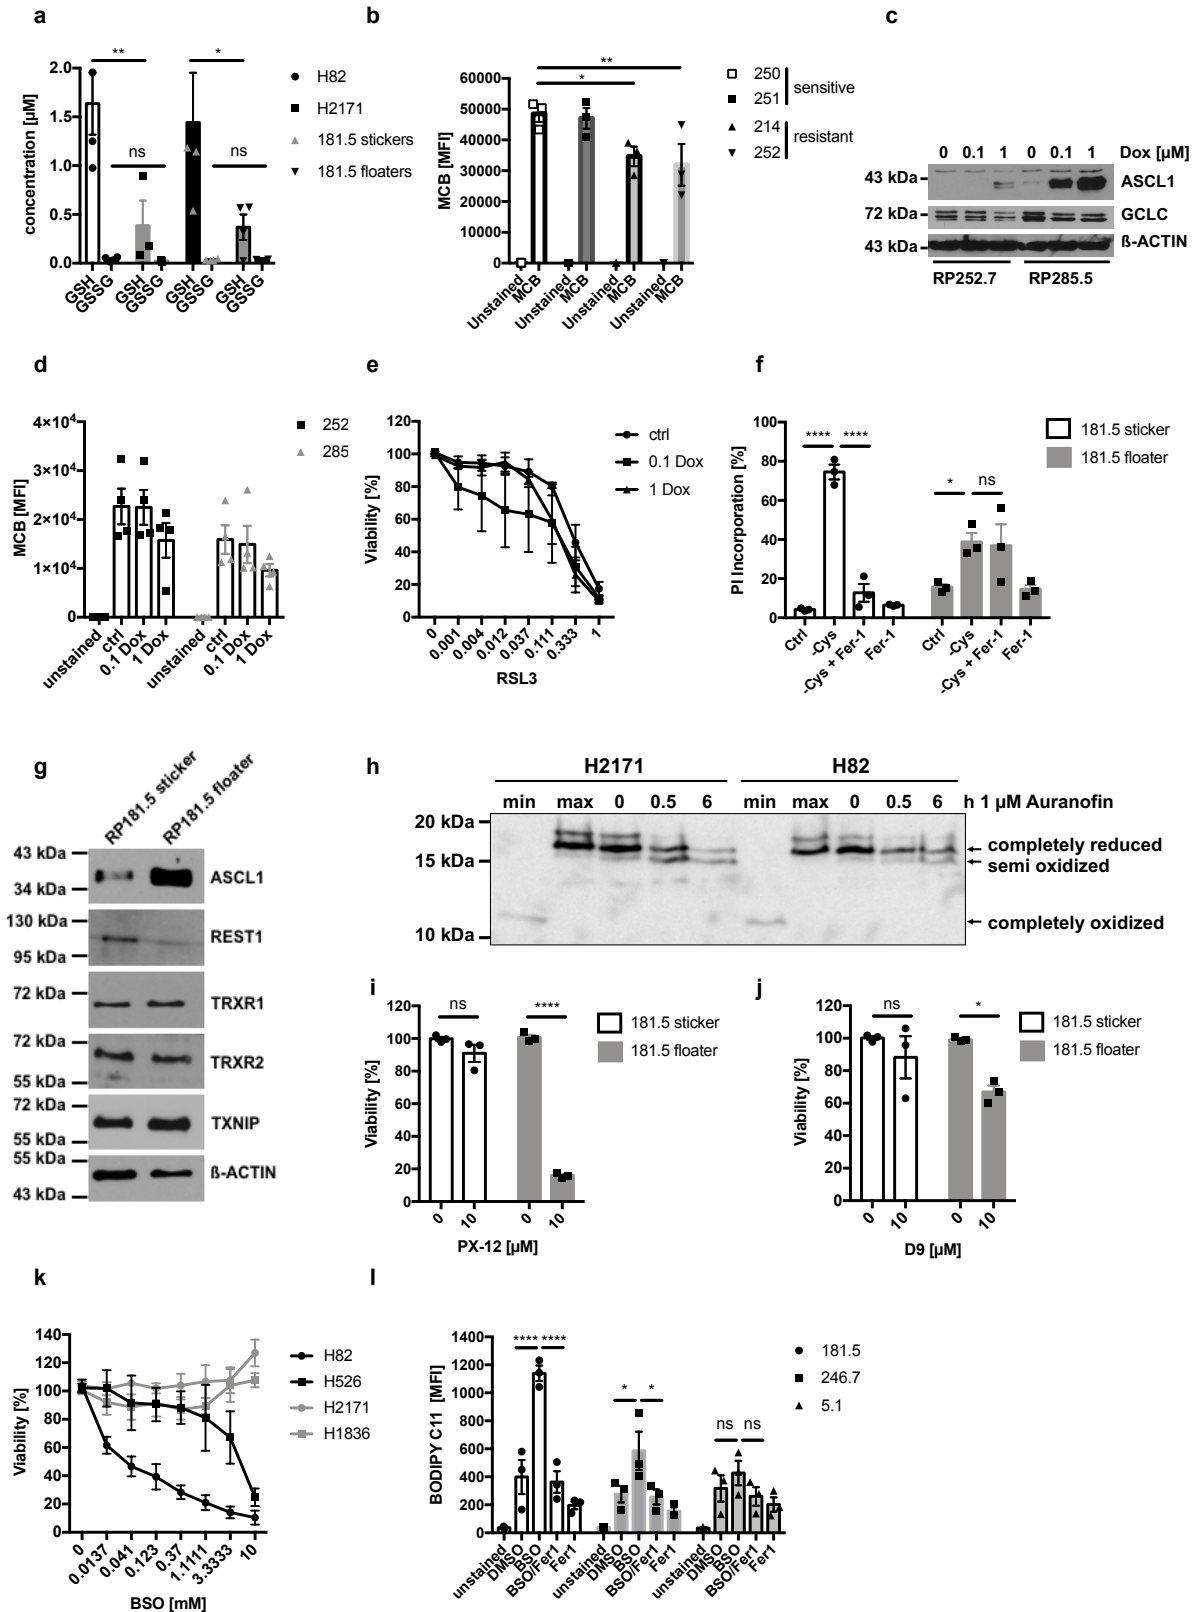 a
** *
concentration [µM]
2.0
1.5
1.0
0.5
0.0
ns ns
GSH
GSSG
GSH
GSSG
GSH
GSSG
GSH
GSSG
H82
H2171
181.5 stickers
181.5 floaters
b
**
*
MCB [MFI]
60000
50000
40000
30000
20000
10000
0
Unstained
MCB
Unstained
MCB
Unstained
MCB
Unstained
MCB
250
251
sensitive
214
252
resistant
c
0 0.1 1 0 0.1 1 Dox [µM]
43 kDa ASCL1
72 kDa GCLC
43 kDa ß-ACTIN
RP252.7 RP285.5
d
MCB [MFI]
4×10⁴
3×10⁴
2×10⁴
1×10⁴
0
unstained
ctrl
0.1 Dox
1 Dox
unstained
ctrl
0.1 Dox
1 Dox
252
285
e
Viability [%]
120
100
80
60
40
20
0
0
0.001
0.004
0.012
0.037
0.111
0.333
1
RSL3
ctrl
0.1 Dox
1 Dox
f
PI Incorporation [%]
100
80
60
40
20
0
**** ****
* ns
Ctrl
-Cys
-Cys + Fer-1
Fer-1
Ctrl
-Cys
-Cys + Fer-1
Fer-1
181.5 sticker
181.5 floater
g
RP181.5 sticker
RP181.5 floater
43 kDa
34 kDa
ASCL1
130 kDa
95 kDa
REST1
72 kDa
TRXR1
72 kDa
55 kDa
TRXR2
72 kDa
55 kDa
TXNIP
55 kDa
43 kDa
ß-ACTIN
h
H2171 H82
min max 0 0.5 6 min max 0 0.5 6 h 1 µM Auranofin
20 kDa
15 kDa
10 kDa
completely reduced
semi oxidized
completely oxidized
i
Viability [%]
120
100
80
60
40
20
0
ns ****
0 10 0 10
PX-12 [µM]
181.5 sticker
181.5 floater
j
Viability [%]
120
100
80
60
40
20
0
ns *
0 10 0 10
D9 [µM]
181.5 sticker
181.5 floater
k
Viability [%]
140
120
100
80
60
40
20
0
0
0.0137
0.041
0.123
0.37
1.1111
3.3333
10
BSO [mM]
H82
H526
H2171
H1836
l
BODIPY C11 [MFI]
1400
1200
1000
800
600
400
200
0
**** ****
* *
ns ns
unstained
DMSO
BSO
BSO/Fer1
Fer1
unstained
DMSO
BSO
BSO/Fer1
Fer1
unstained
DMSO
BSO
BSO/Fer1
Fer1
181.5
246.7
5.1